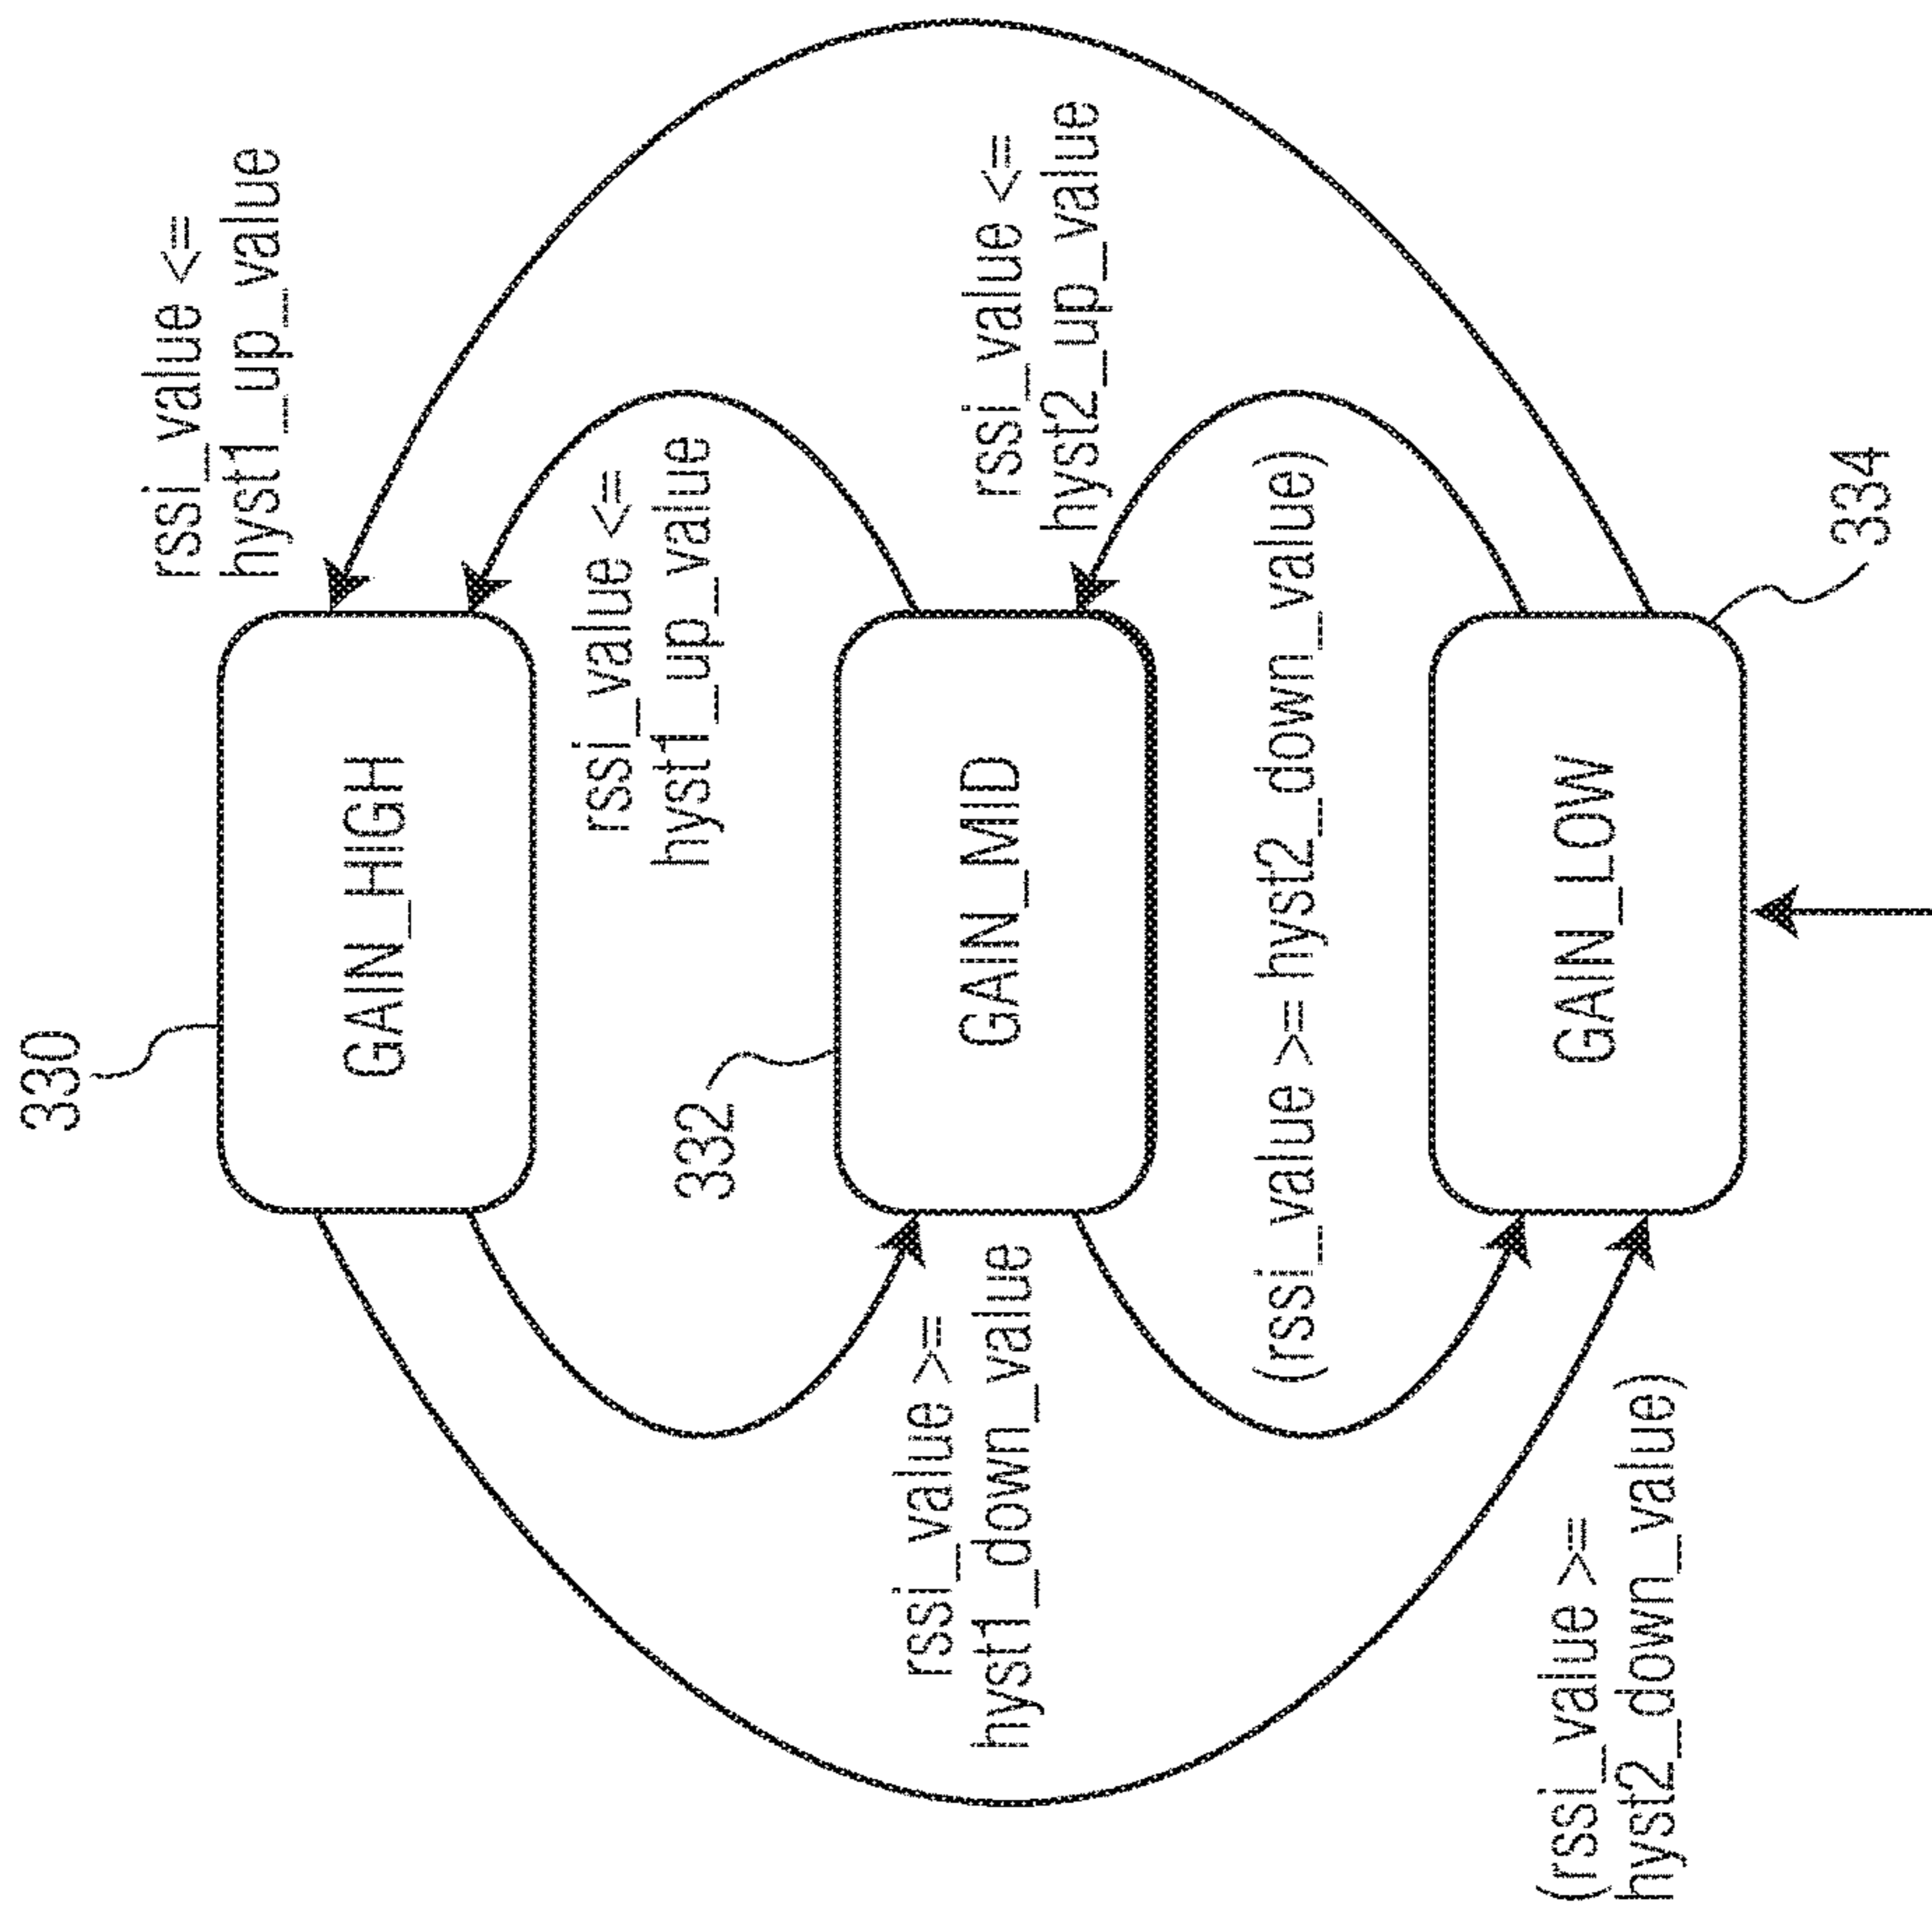 330
rssi_value <=
hyst1_up_value
GAIN_HIGH
rssi_value <=
hyst1_up_value
332
rssi_value >=
hyst1_down_value
GAIN_MID
rssi_value <=
hyst2_up_value
(rssi_value >= hyst2_down_value)
(rssi_value >=
hyst2_down_value)
GAIN_LOW
334